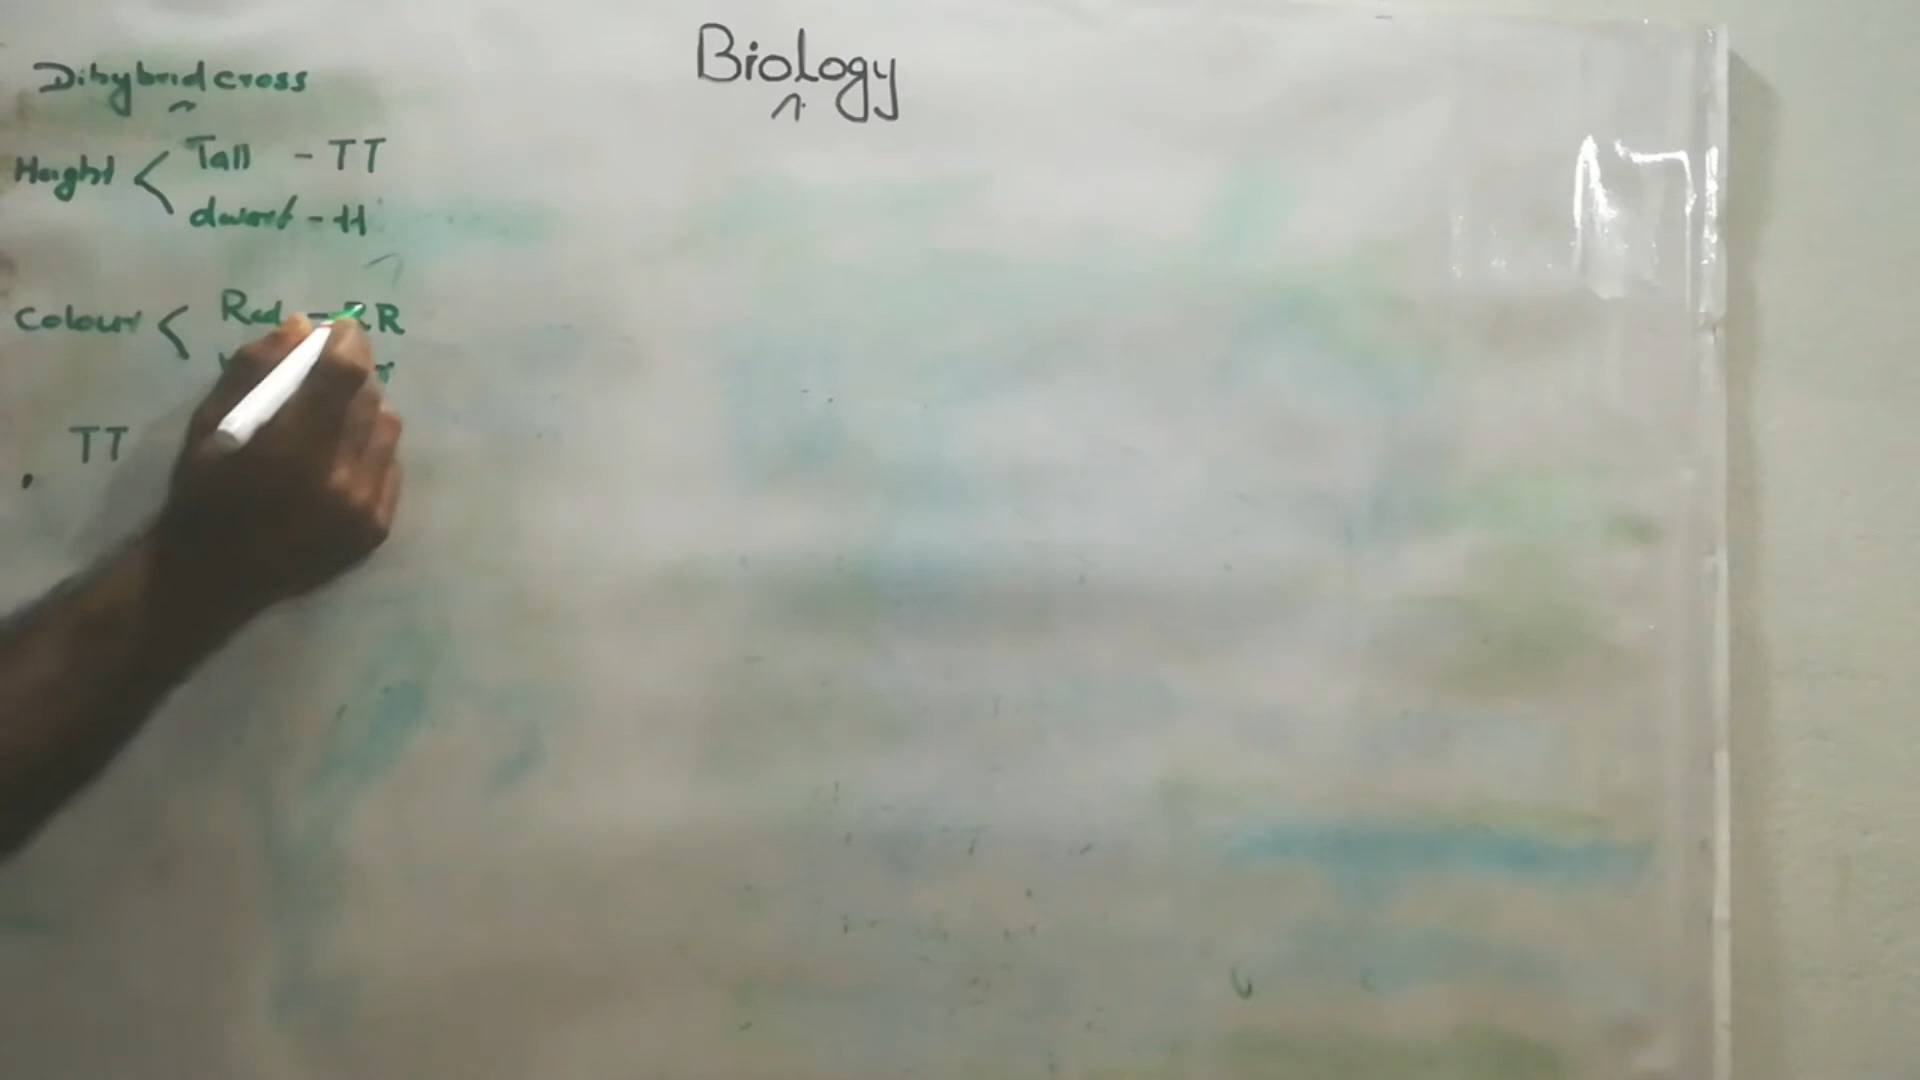 Biology
Dihybrid cross
Height < Tall - TT
dwarf - tt
Colour < Red - RR
r
TT